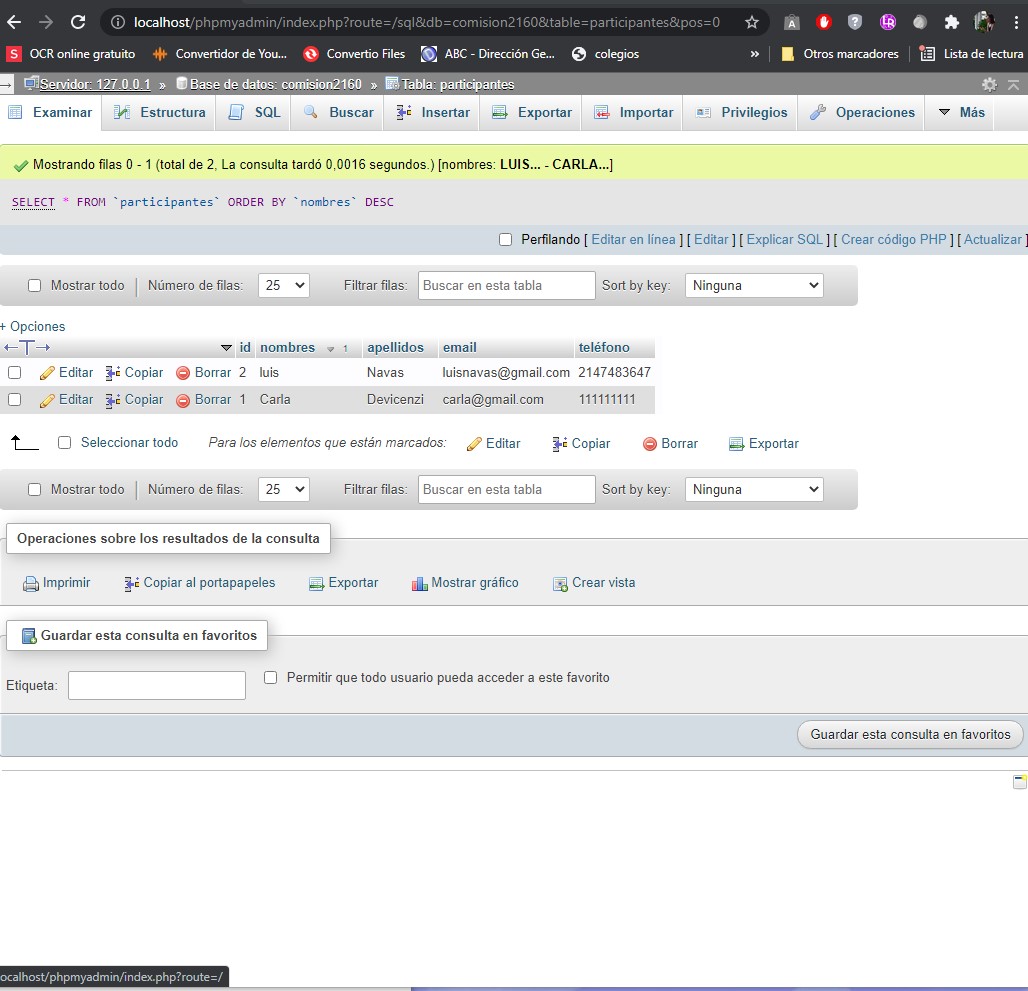 localhost/phpmyadmin/index.php?route=/sql&db=comision2160&table=participantes&pos=0
S OCR online gratuito Convertidor de You... Convertio Files ABC - Dirección Ge... colegios » Otros marcadores Lista de lectura
Servidor: 127.0.0.1 » Base de datos: comision2160 » Tabla: participantes
Examinar Estructura SQL Buscar Insertar Exportar Importar Privilegios Operaciones Más
Mostrando filas 0 - 1 (total de 2, La consulta tardó 0,0016 segundos.) [nombres: LUIS... - CARLA...]
SELECT * FROM `participantes` ORDER BY `nombres` DESC
Perfilando [ Editar en línea ] [ Editar ] [ Explicar SQL ] [ Crear código PHP ] [ Actualizar ]
Mostrar todo Número de filas: 25 Filtrar filas: Buscar en esta tabla Sort by key: Ninguna
+ Opciones
←T→ id nombres 1 apellidos email teléfono
Editar Copiar Borrar 2 luis Navas luisnavas@gmail.com 2147483647
Editar Copiar Borrar 1 Carla Devicenzi carla@gmail.com 111111111
Seleccionar todo Para los elementos que están marcados: Editar Copiar Borrar Exportar
Mostrar todo Número de filas: 25 Filtrar filas: Buscar en esta tabla Sort by key: Ninguna
Operaciones sobre los resultados de la consulta
Imprimir Copiar al portapapeles Exportar Mostrar gráfico Crear vista
Guardar esta consulta en favoritos
Etiqueta: Permitir que todo usuario pueda acceder a este favorito
Guardar esta consulta en favoritos
ocalhost/phpmyadmin/index.php?route=/